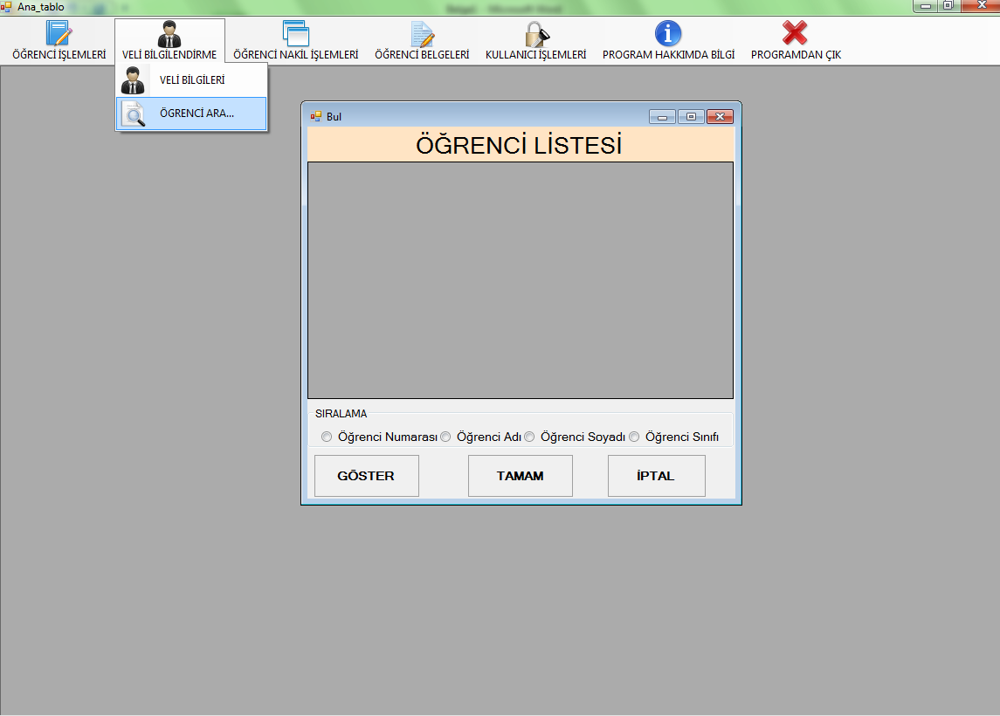 Ana_tablo
ÖĞRENCİ İŞLEMLERİ VELİ BİLGİLENDİRME ÖĞRENCİ NAKİL İŞLEMLERİ ÖĞRENCİ BELGELERİ KULLANICI İŞLEMLERİ PROGRAM HAKKIMDA BİLGİ PROGRAMDAN ÇIK
VELİ BİLGİLERİ
ÖGRENCİ ARA...
Bul
ÖĞRENCİ LİSTESİ
SIRALAMA
Öğrenci Numarası Öğrenci Adı Öğrenci Soyadı Öğrenci Sınıfı
GÖSTER TAMAM İPTAL